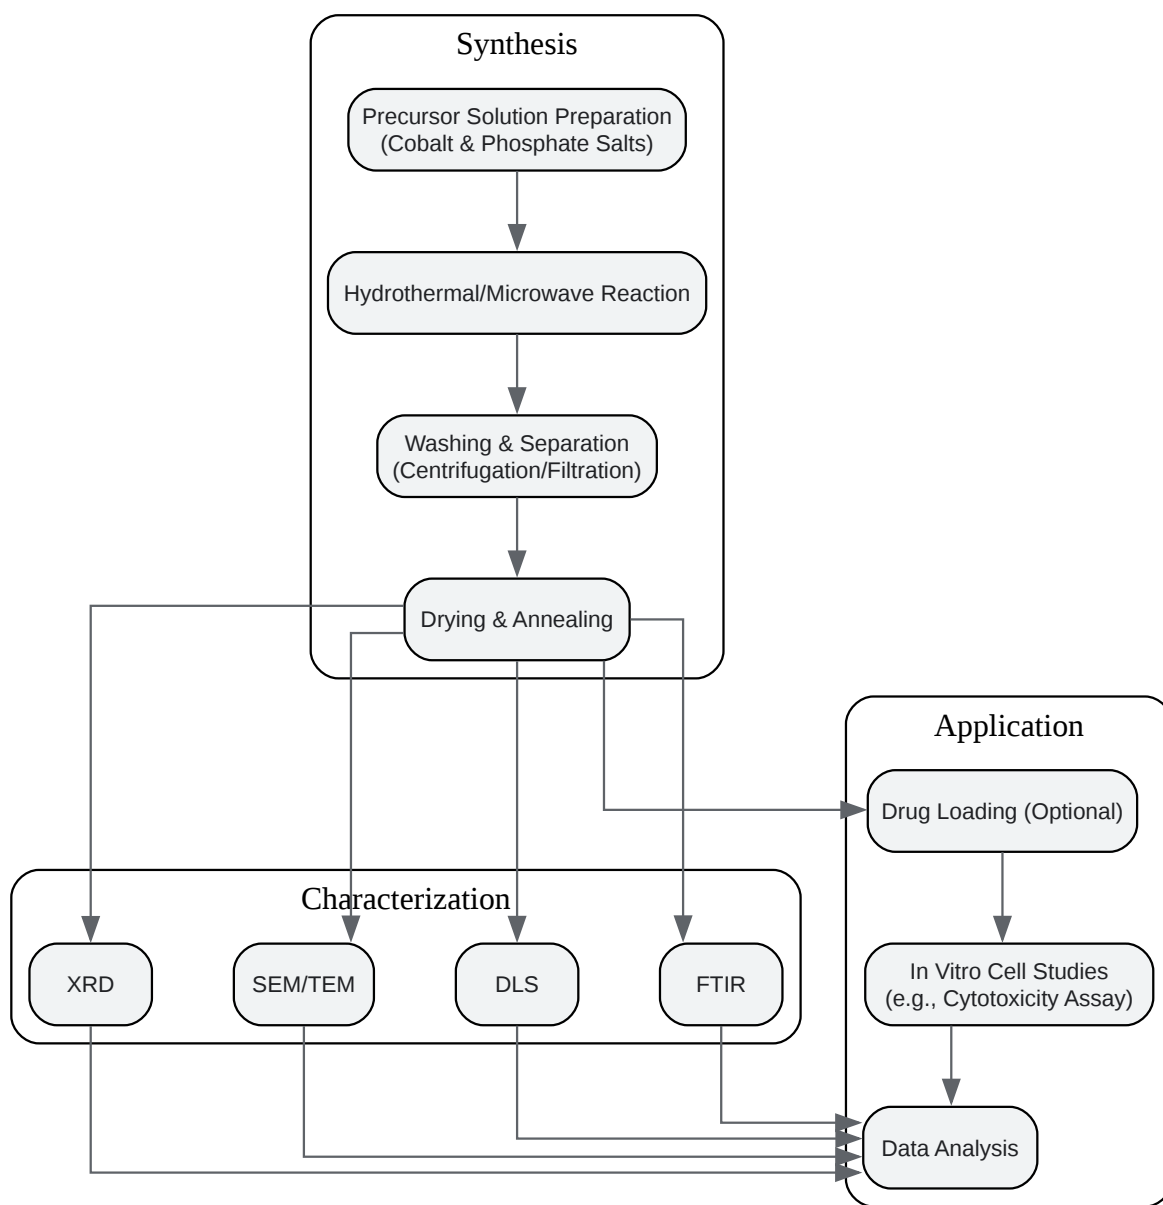 Synthesis
Precursor Solution Preparation
(Cobalt & Phosphate Salts)
Hydrothermal/Microwave Reaction
Washing & Separation
(Centrifugation/Filtration)
Drying & Annealing
Application
Drug Loading (Optional)
Characterization
XRD
SEM/TEM
DLS
FTIR
In Vitro Cell Studies
(e.g., Cytotoxicity Assay)
Data Analysis